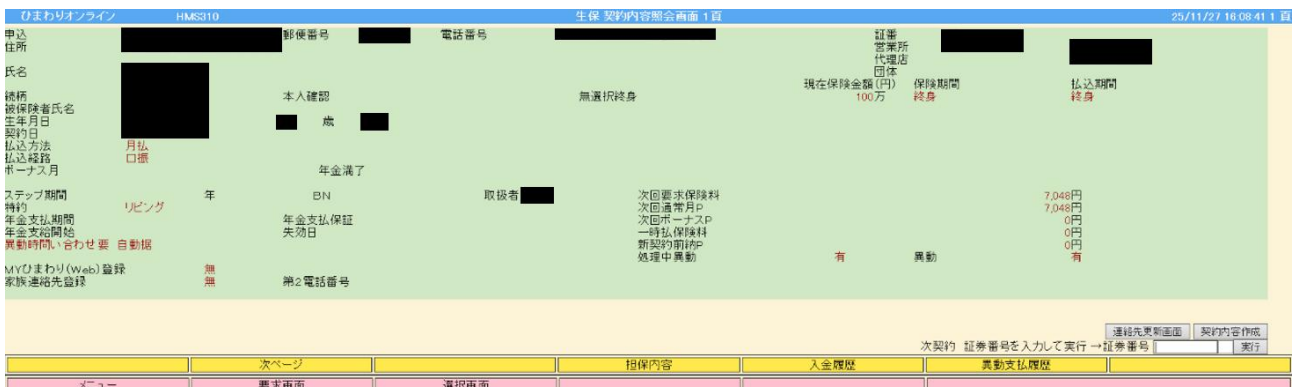 ひまわりオンライン HMS310 生保 契約内容照会画面 1頁 25/11/27 16:08:41 1 頁
申込 郵便番号 電話番号 証番
住所 営業所
代理店
氏名 団体
現在保険金額(円) 保険期間 払込期間
続柄 本人確認 無選択終身 100万 終身 終身
被保険者氏名
生年月日 歳
契約日
払込方法 月払
払込経路 口振
ボーナス月 年金満了
ステップ期間 年 BN 取扱者 次回要求保険料 7,048円
特約 リビング 次回通常月P 7,048円
年金支払期間 年金支払保証 次回ボーナスP 0円
年金支給開始 失効日 一時払保険料 0円
異動時問い合わせ要 自動据 新契約前納P 0円
処理中異動 有 異動 有
MYひまわり(Web)登録 無
家族連絡先登録 無 第2電話番号
連絡先更新画面 契約内容作成
次契約 証券番号を入力して実行 →証券番号 実行
次ページ 担保内容 入金履歴 異動支払履歴
メニュー 要求画面 選択画面